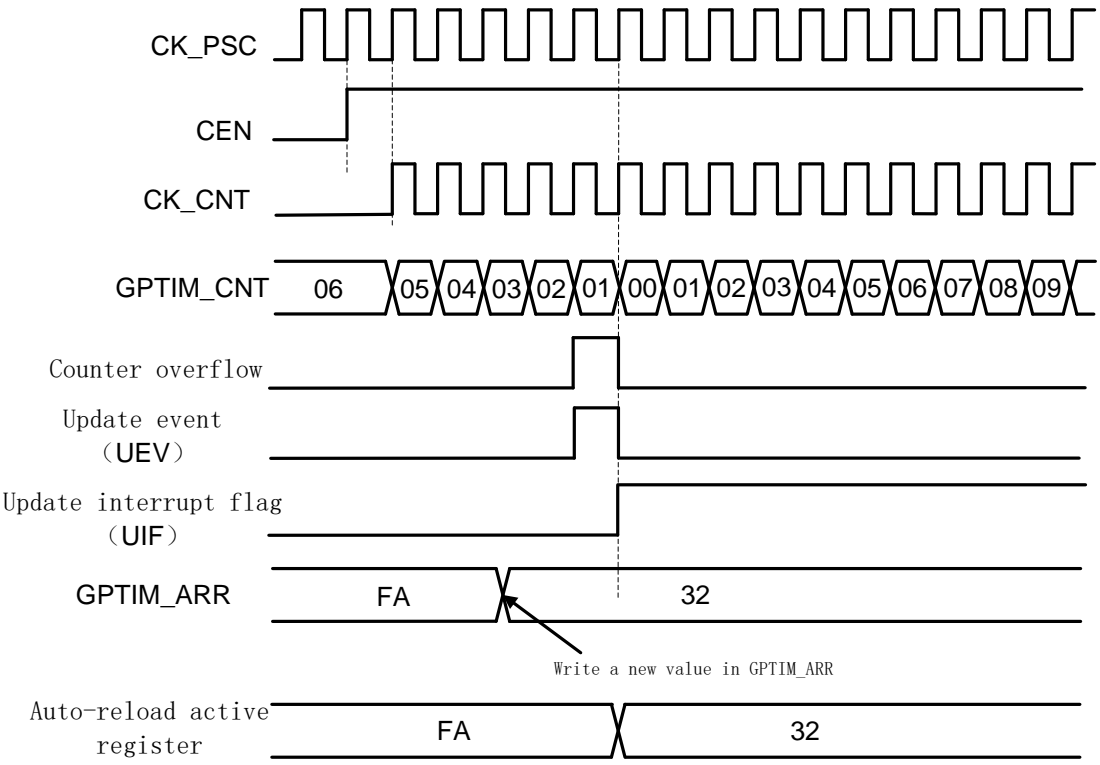 CK_PSC
CEN
CK_CNT
GPTIM_CNT 06 05 04 03 02 01 00 01 02 03 04 05 06 07 08 09
Counter overflow
Update event
（UEV）
Update interrupt flag
（UIF）
GPTIM_ARR FA 32
Write a new value in GPTIM_ARR
Auto-reload active
register
FA 32